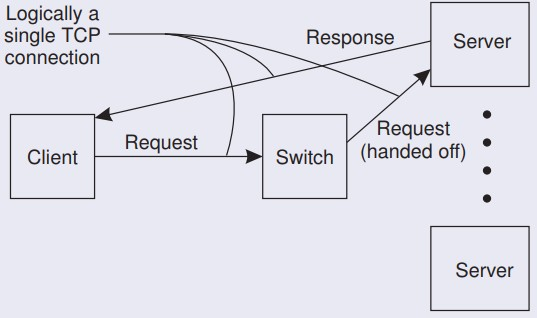 Logically a
single TCP
connection
Response
Server
Client
Request
Switch
Request
(handed off)
Server